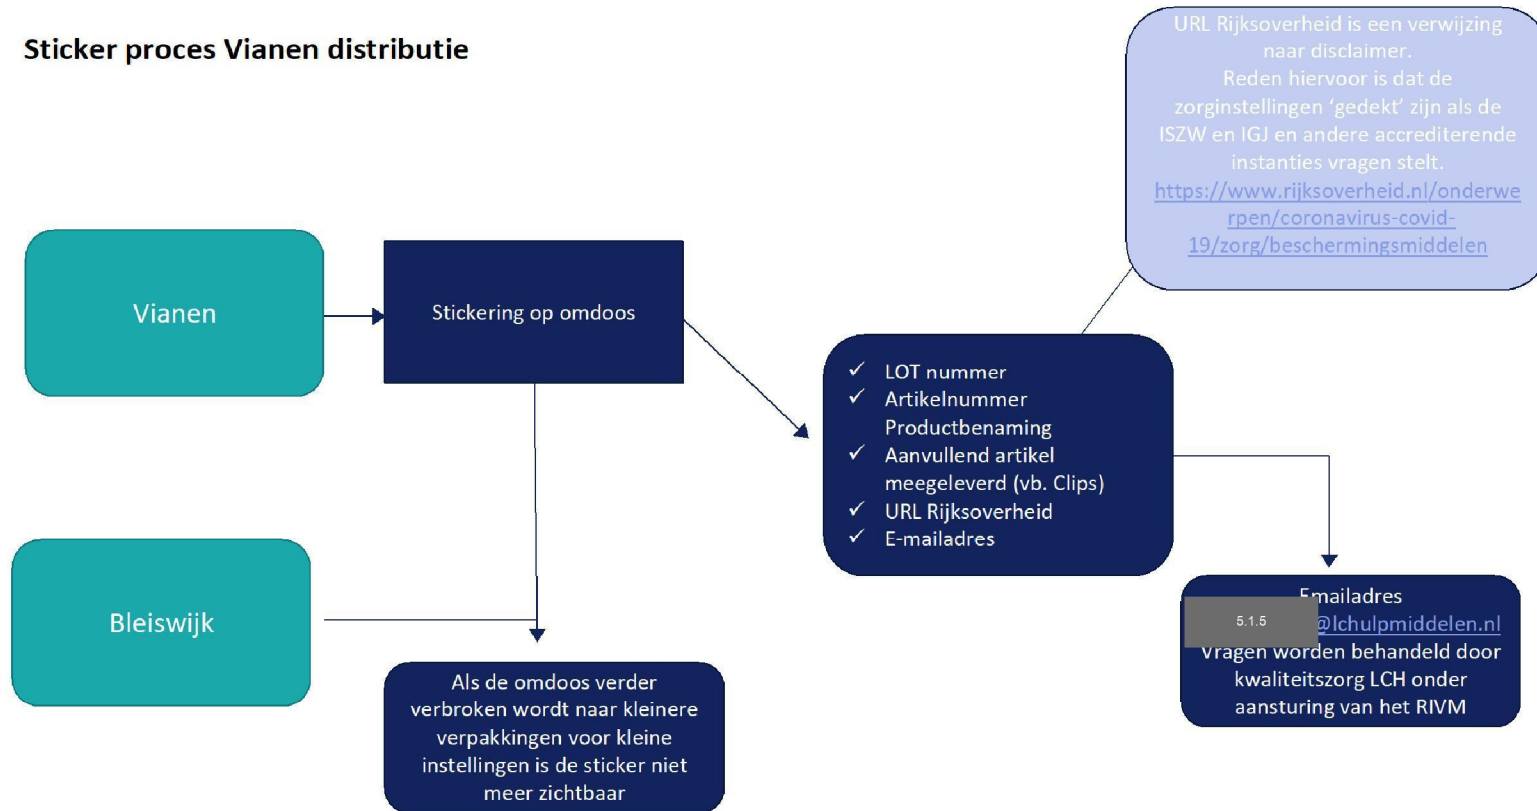 Sticker proces Vianen distributie
URL Rijksoverheid is een verwijzing
naar disclaimer.
Reden hiervoor is dat de
zorginstellingen ‘gedekt’ zijn als de
ISZW en IGJ en andere accrediterende
instanties vragen stelt.
https://www.rijksoverheid.nl/onderwe
rpen/coronavirus-covid-
19/zorg/beschermingsmiddelen
Vianen
Stickering op omdoos
✓ LOT nummer
✓ Artikelnummer
Productbenaming
✓ Aanvullend artikel
meegeleverd (vb. Clips)
✓ URL Rijksoverheid
✓ E-mailadres
Bleiswijk
Als de omdoos verder
verbroken wordt naar kleinere
verpakkingen voor kleine
instellingen is de sticker niet
meer zichtbaar
Emailadres
5.1.5 @lchulpmiddelen.nl
Vragen worden behandeld door
kwaliteitszorg LCH onder
aansturing van het RIVM